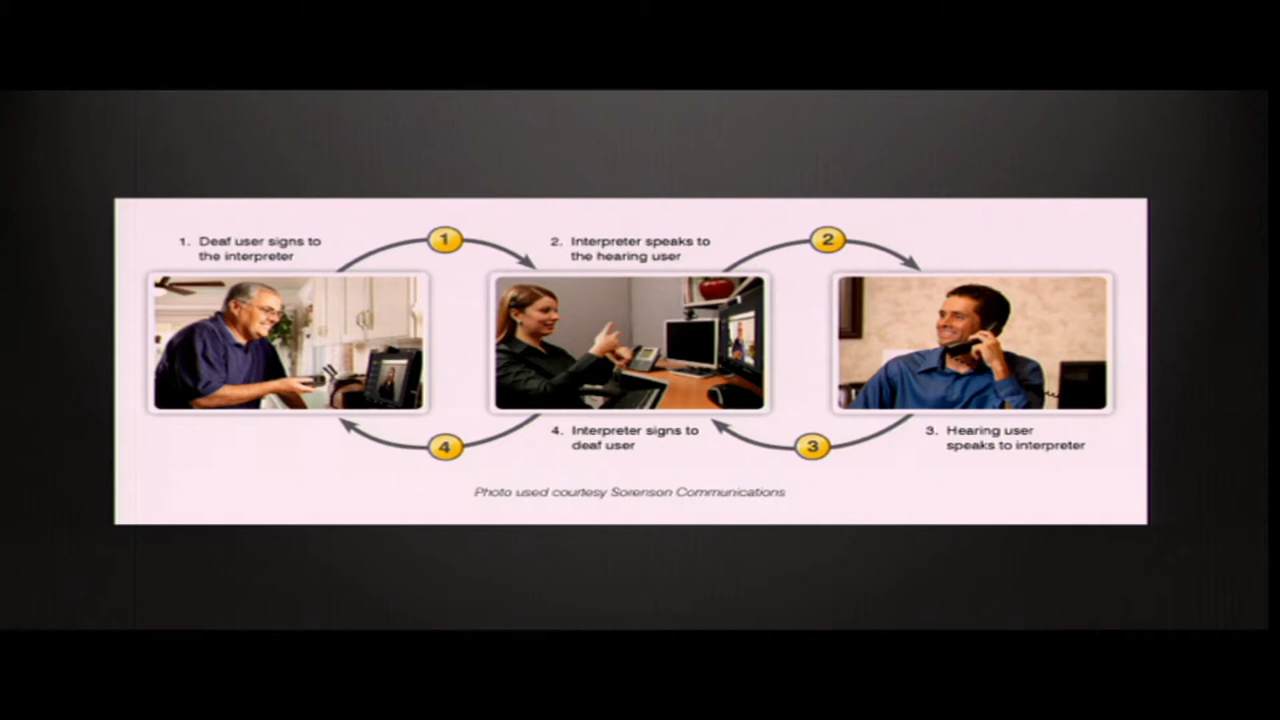 1. Deaf user signs to
the interpreter
1
2. Interpreter speaks to
the hearing user
2
4
4. Interpreter signs to
deaf user
3
3. Hearing user
speaks to interpreter
Photo used courtesy Sorenson Communications